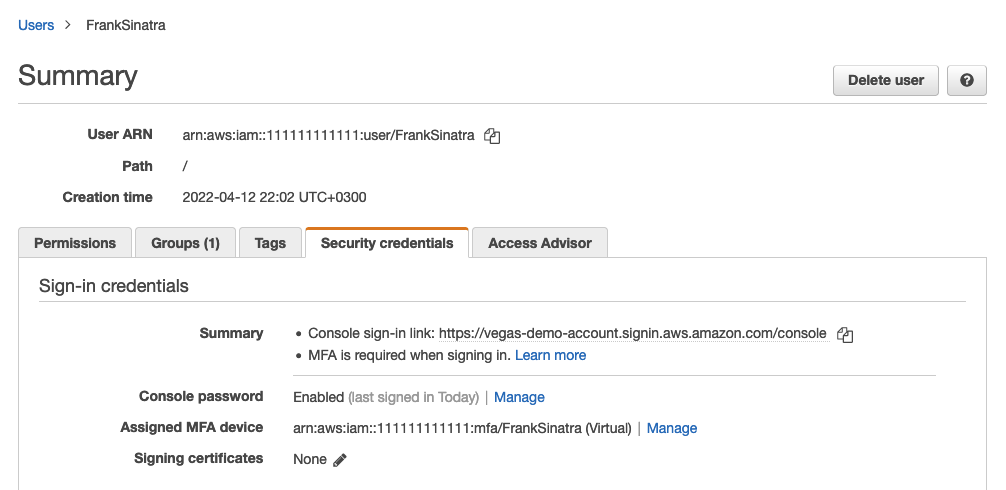 Users > FrankSinatra
Summary
Delete user
?
User ARN arn:aws:iam::111111111111:user/FrankSinatra
Path /
Creation time 2022-04-12 22:02 UTC+0300
Permissions Groups (1) Tags Security credentials Access Advisor
Sign-in credentials
Summary • Console sign-in link: https://vegas-demo-account.signin.aws.amazon.com/console
• MFA is required when signing in. Learn more
Console password Enabled (last signed in Today) | Manage
Assigned MFA device arn:aws:iam::111111111111:mfa/FrankSinatra (Virtual) | Manage
Signing certificates None